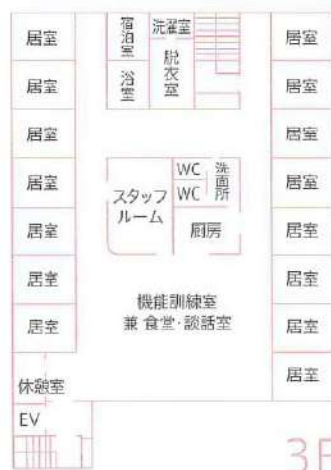 居室
宿泊室
洗濯室
居室
浴室
脱衣室
居室
居室
居室
居室
居室
WC
洗面所
居室
スタッフ
ルーム
WC
居室
厨房
居室
居室
居室
機能訓練室
兼 食堂・談話室
居室
居室
居室
休憩室
居室
EV
3F